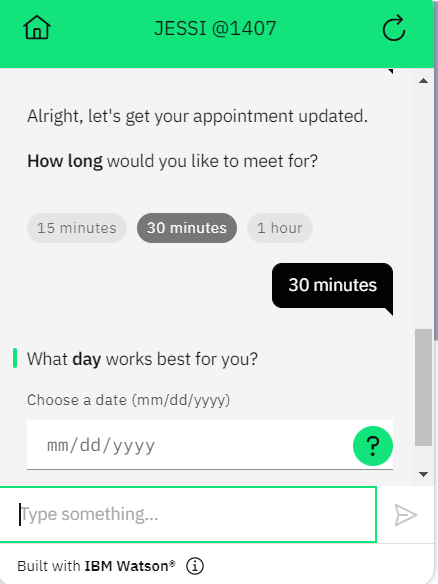 JESSI @1407
Alright, let's get your appointment updated.
How long would you like to meet for?
15 minutes 30 minutes 1 hour
30 minutes
What day works best for you?
Choose a date (mm/dd/yyyy)
mm/dd/yyyy ?
Type something...
Built with IBM Watson®